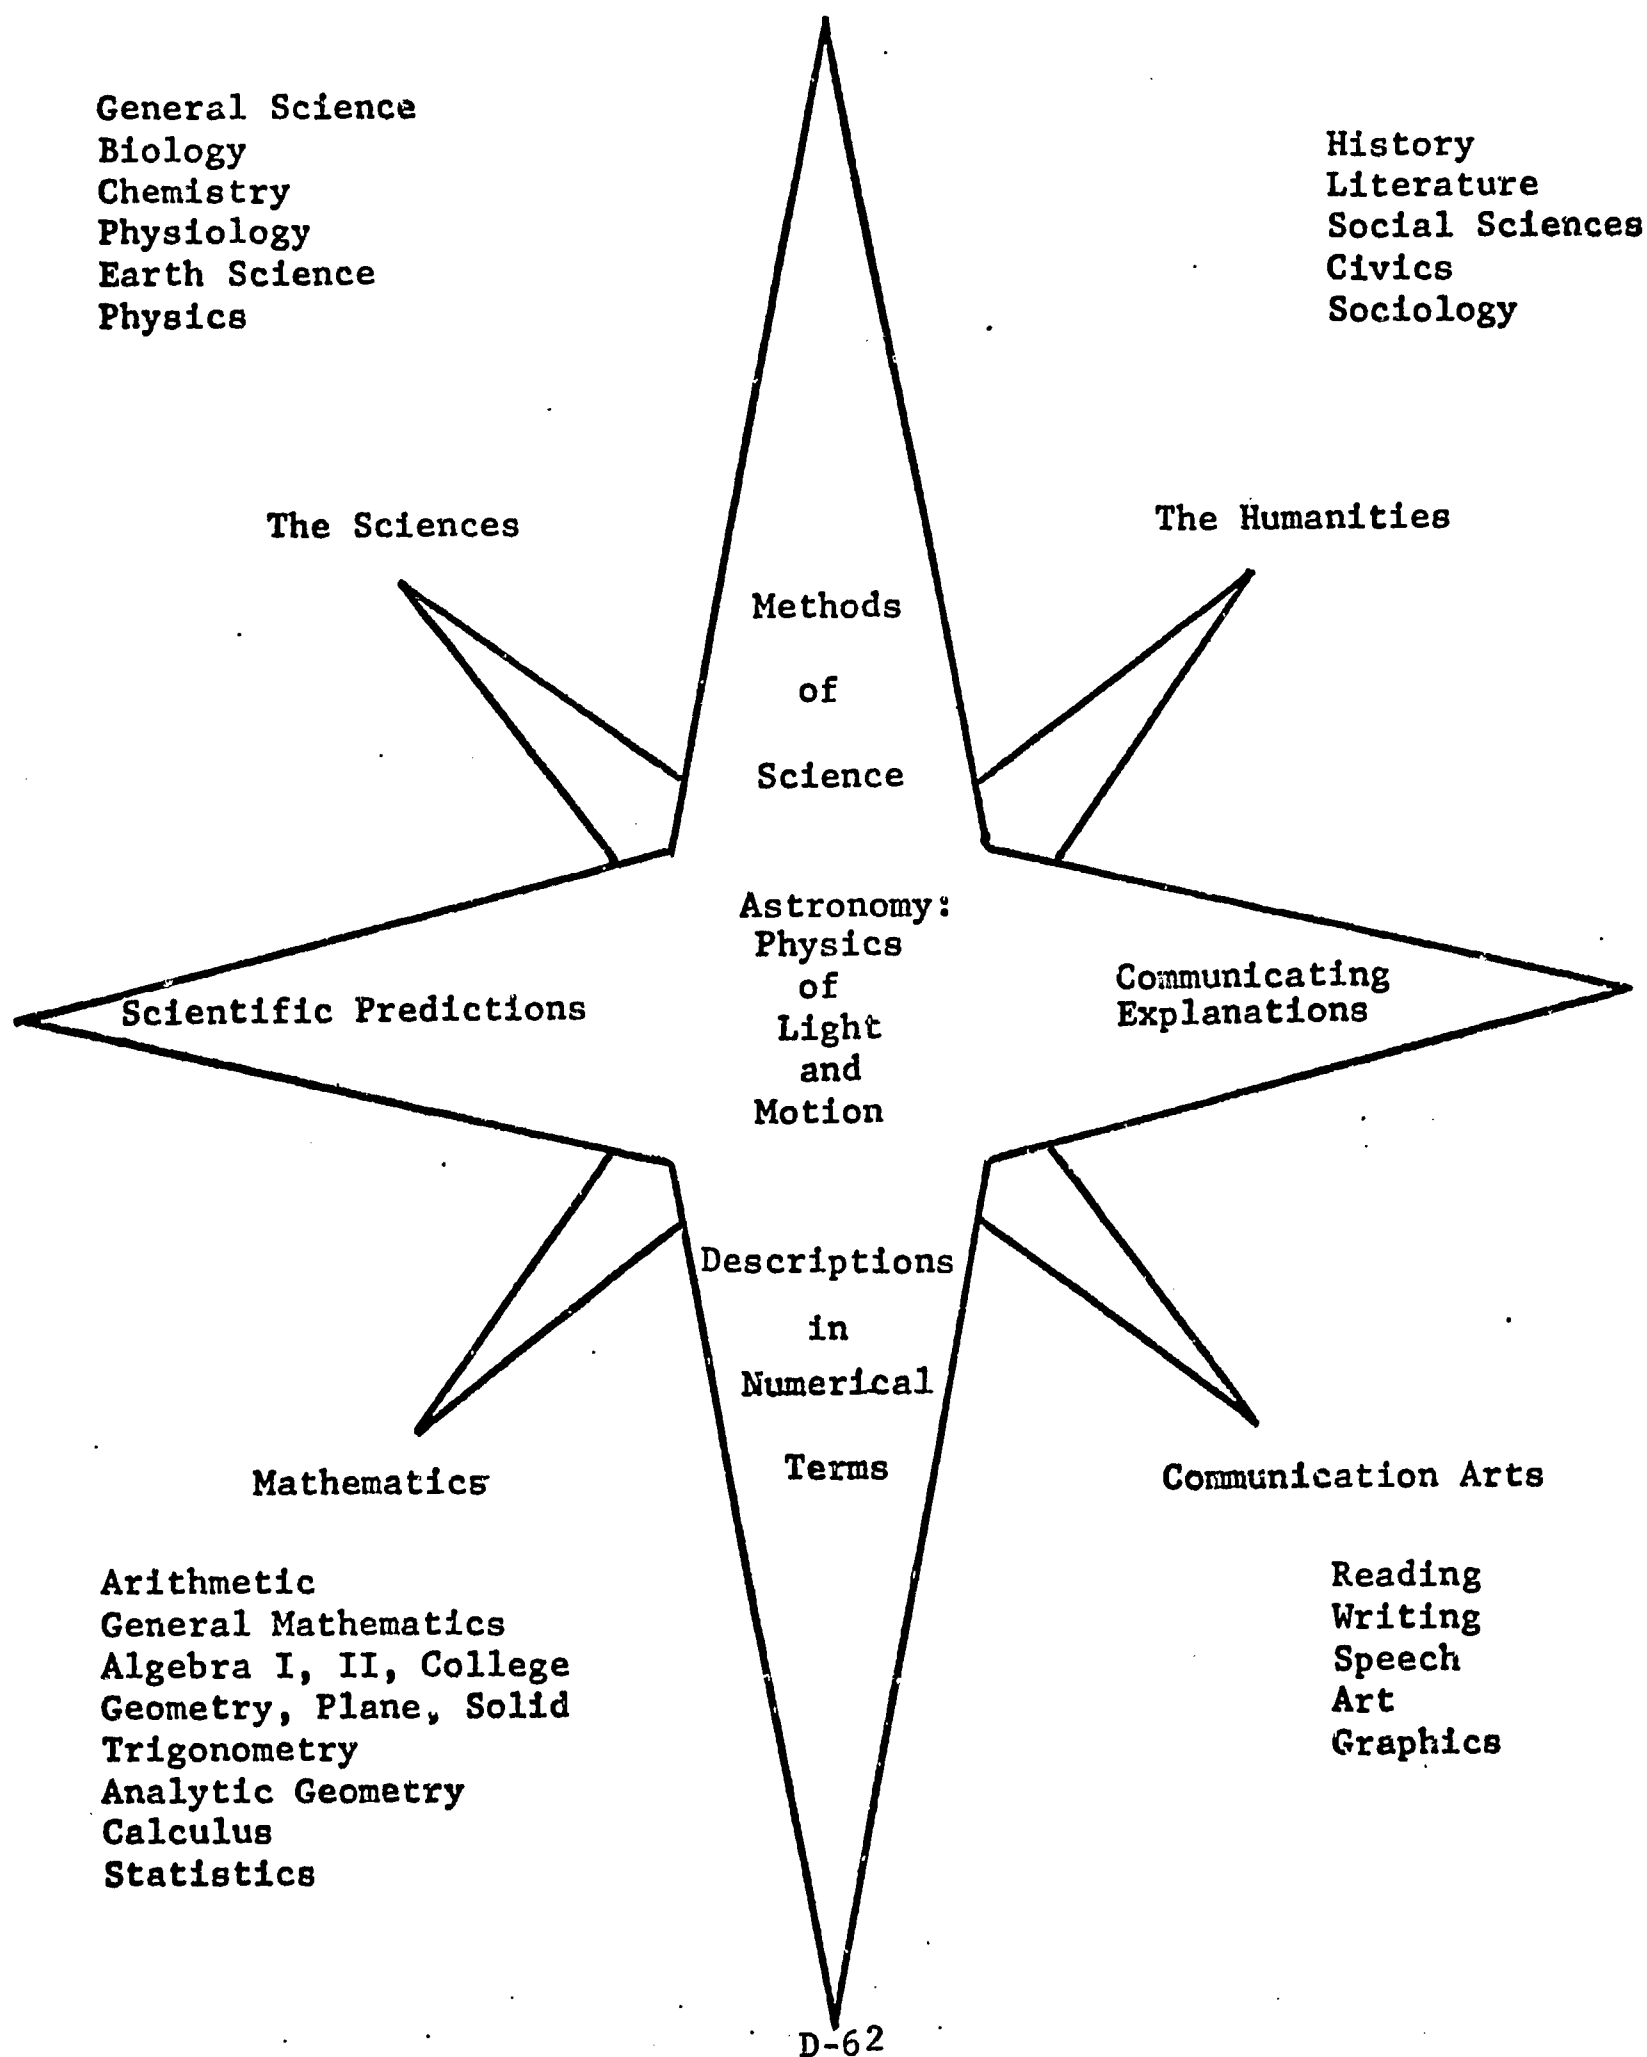 General Science
Biology
Chemistry
Physiology
Earth Science
Physics
History
Literature
Social Sciences
Civics
Sociology
The Sciences
The Humanities
Methods
of
Science
Astronomy:
Physics
of
Light
and
Motion
Scientific Predictions
Communicating
Explanations
Descriptions
in
Numerical
Terms
Mathematics
Communication Arts
Arithmetic
General Mathematics
Algebra I, II, College
Geometry, Plane, Solid
Trigonometry
Analytic Geometry
Calculus
Statistics
Reading
Writing
Speech
Art
Graphics
D-62